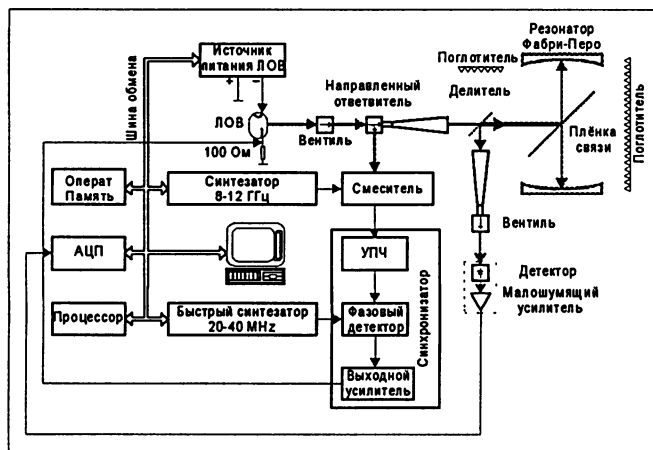 Источник
питания ЛОВ
+
−
Резонатор
Фабри-Перо
Поглотитель
Направленный
ответвитель
Делитель
Шина обмена
ЛОВ
Вентиль
Плёнка
связи
Поглотитель
100 Ом
Операт
Память
Синтезатор
8-12 ГГц
Смеситель
Вентиль
АЦП
УПЧ
Детектор
Малошумящий
усилитель
Процессор
Быстрый синтезатор
20-40 MHz
Фазовый
детектор
Синхронизатор
Выходной
усилитель